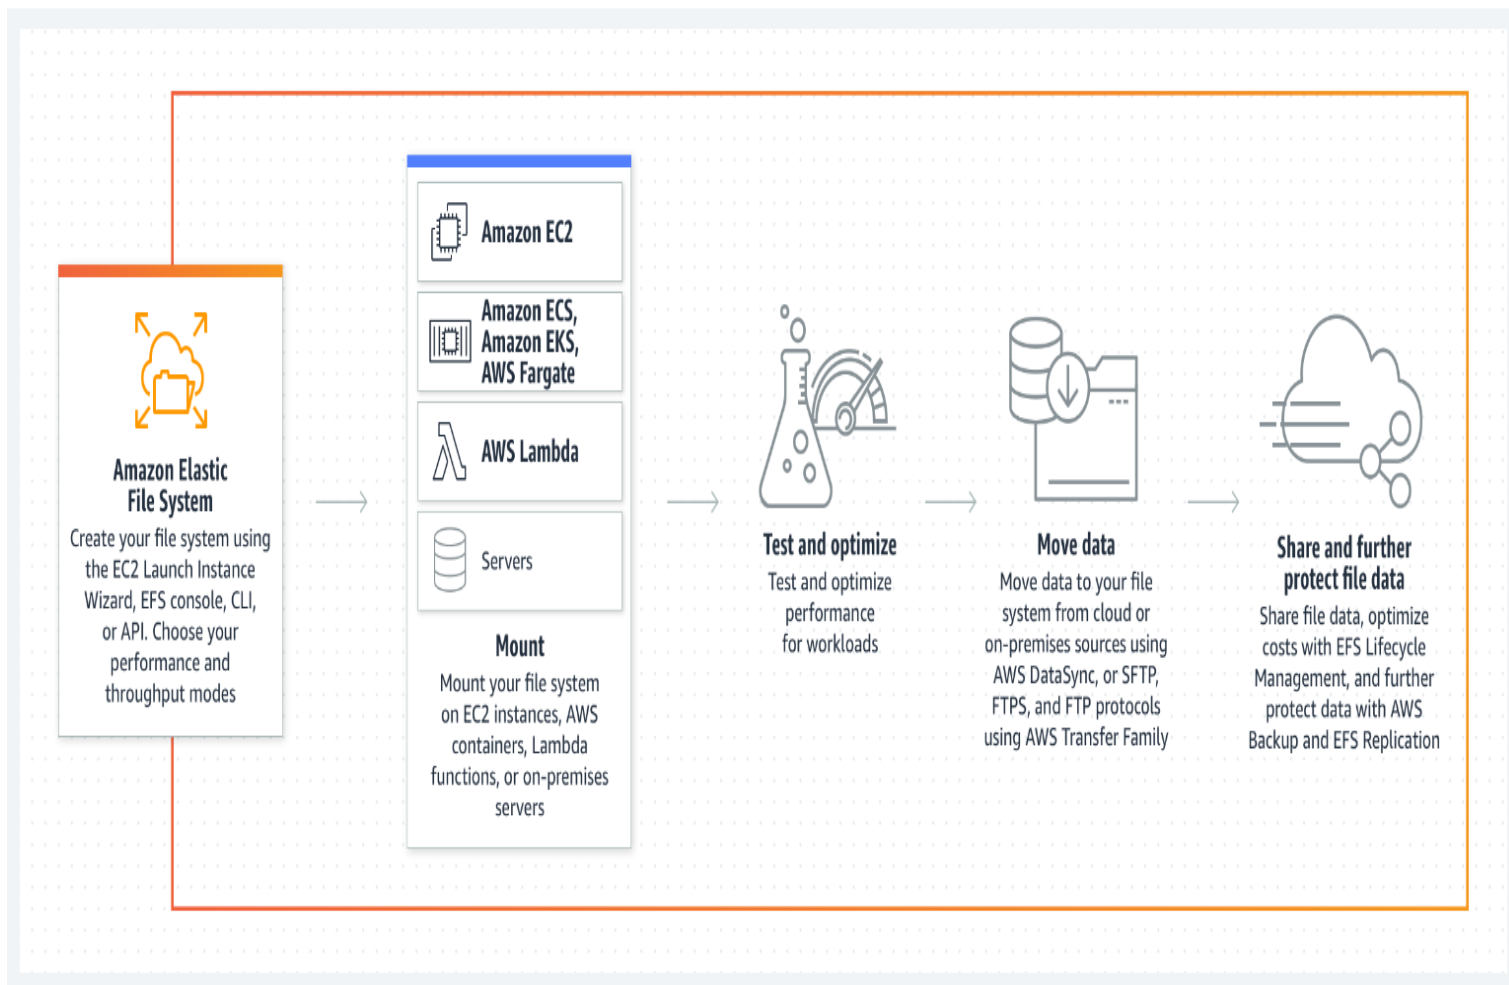 Amazon Elastic
File System
Create your file system using
the EC2 Launch Instance
Wizard, EFS console, CLI,
or API. Choose your
performance and
throughput modes
Amazon EC2
Amazon ECS,
Amazon EKS,
AWS Fargate
AWS Lambda
Servers
Mount
Mount your file system
on EC2 instances, AWS
containers, Lambda
functions, or on-premises
servers
Test and optimize
Test and optimize
performance
for workloads
Move data
Move data to your file
system from cloud or
on-premises sources using
AWS DataSync, or SFTP,
FTPS, and FTP protocols
using AWS Transfer Family
Share and further
protect file data
Share file data, optimize
costs with EFS Lifecycle
Management, and further
protect data with AWS
Backup and EFS Replication